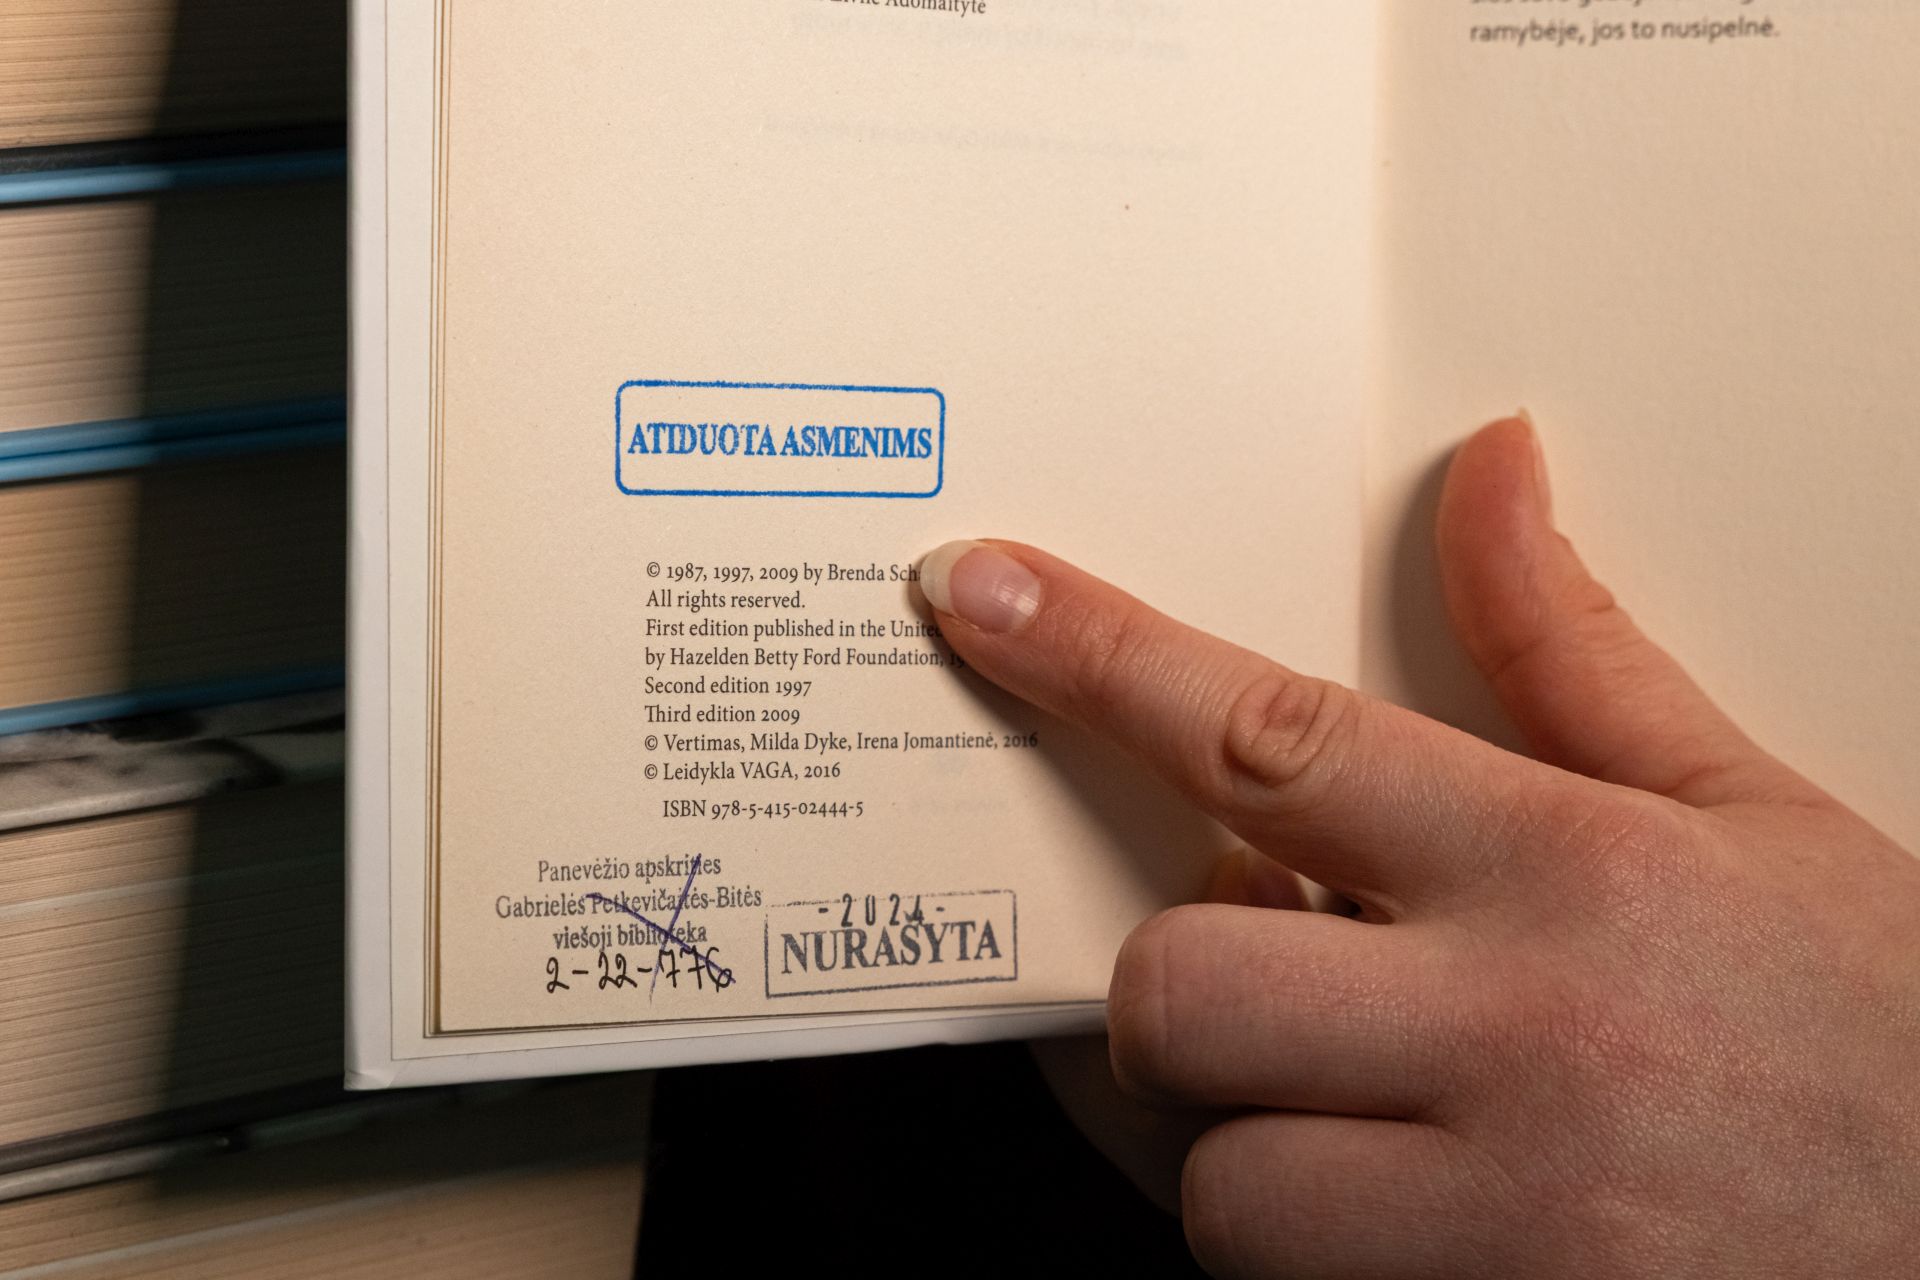 Adomaitytė
ramybėje, jos to nusipelnė.
ATIDUOTA ASMENIMS
© 1987, 1997, 2009 by Brenda
All rights reserved.
First edition published in the
by Hazelden Betty Ford Foundation,
Second edition 1997
Third edition 2009
© Vertimas, Milda Dyke, Irena Jomantienė, 2016
© Leidykla VAGA, 2016
ISBN 978-5-415-02444-5
Panevėžio apskrities
Gabrielės Petkevičaitės-Bitės
viešoji biblioteka
2-22-776
-2024-
NURAŠYTA